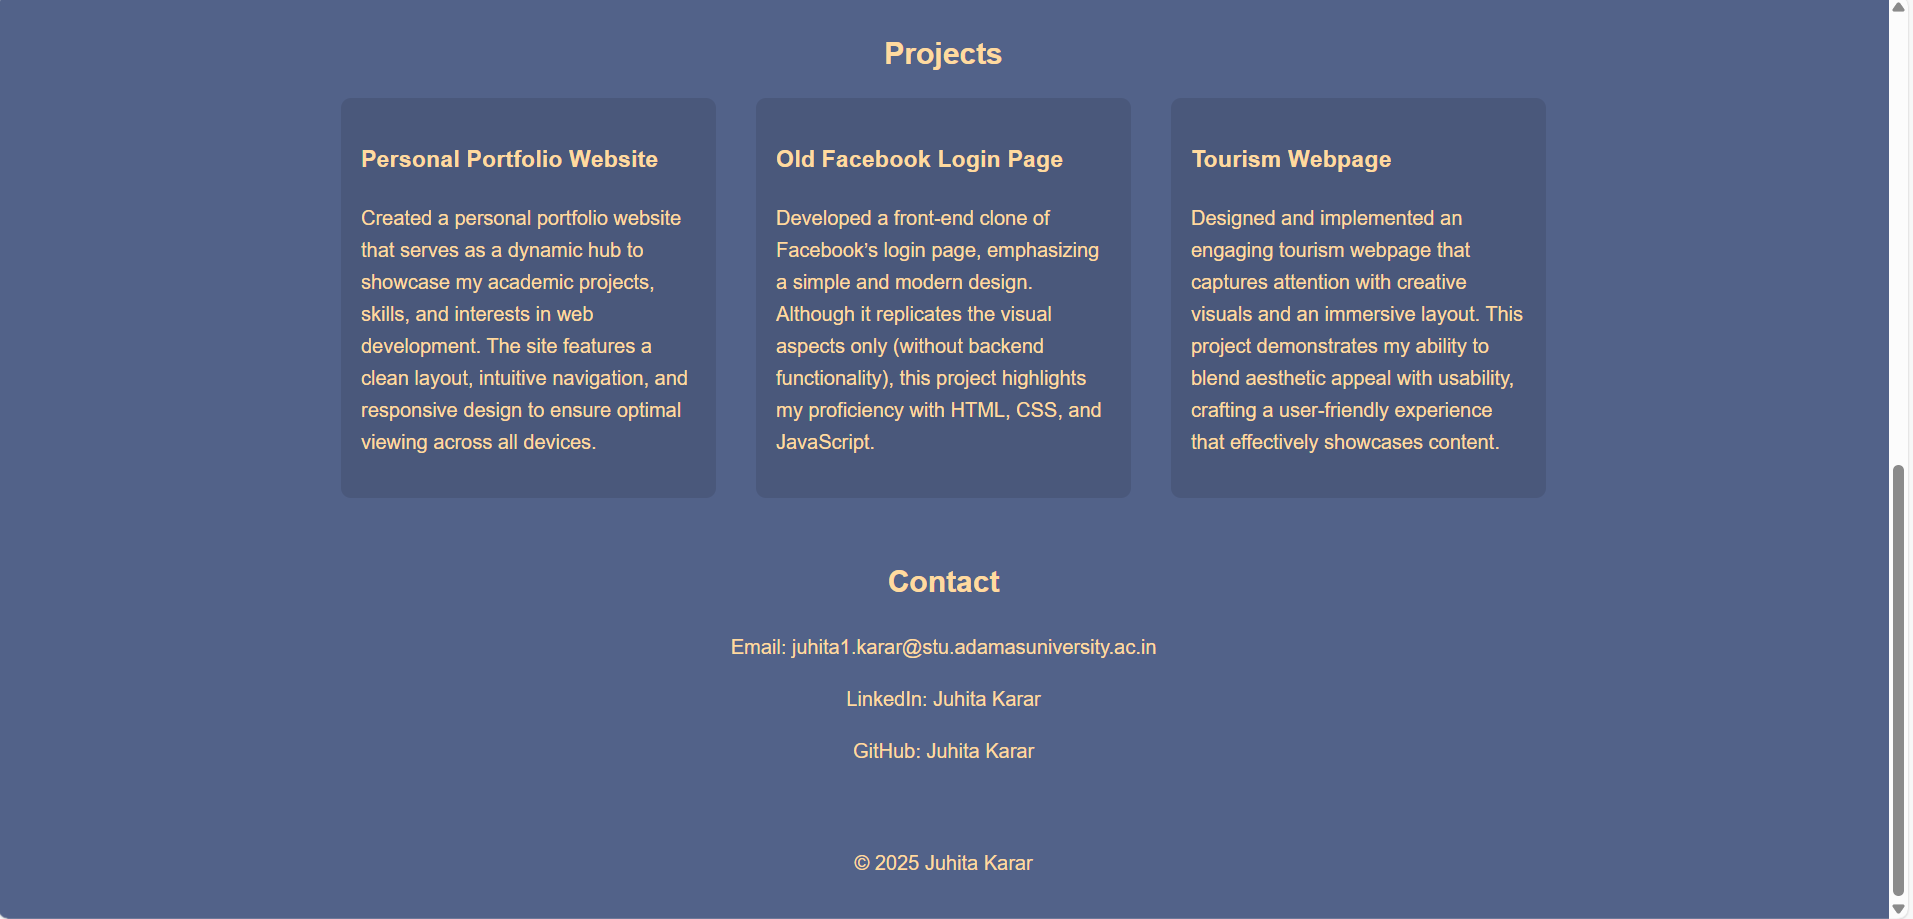 Projects
Personal Portfolio Website
Created a personal portfolio website
that serves as a dynamic hub to
showcase my academic projects,
skills, and interests in web
development. The site features a
clean layout, intuitive navigation, and
responsive design to ensure optimal
viewing across all devices.
Old Facebook Login Page
Developed a front-end clone of
Facebook’s login page, emphasizing
a simple and modern design.
Although it replicates the visual
aspects only (without backend
functionality), this project highlights
my proficiency with HTML, CSS, and
JavaScript.
Tourism Webpage
Designed and implemented an
engaging tourism webpage that
captures attention with creative
visuals and an immersive layout. This
project demonstrates my ability to
blend aesthetic appeal with usability,
crafting a user-friendly experience
that effectively showcases content.
Contact
Email: juhita1.karar@stu.adamasuniversity.ac.in
LinkedIn: Juhita Karar
GitHub: Juhita Karar
© 2025 Juhita Karar